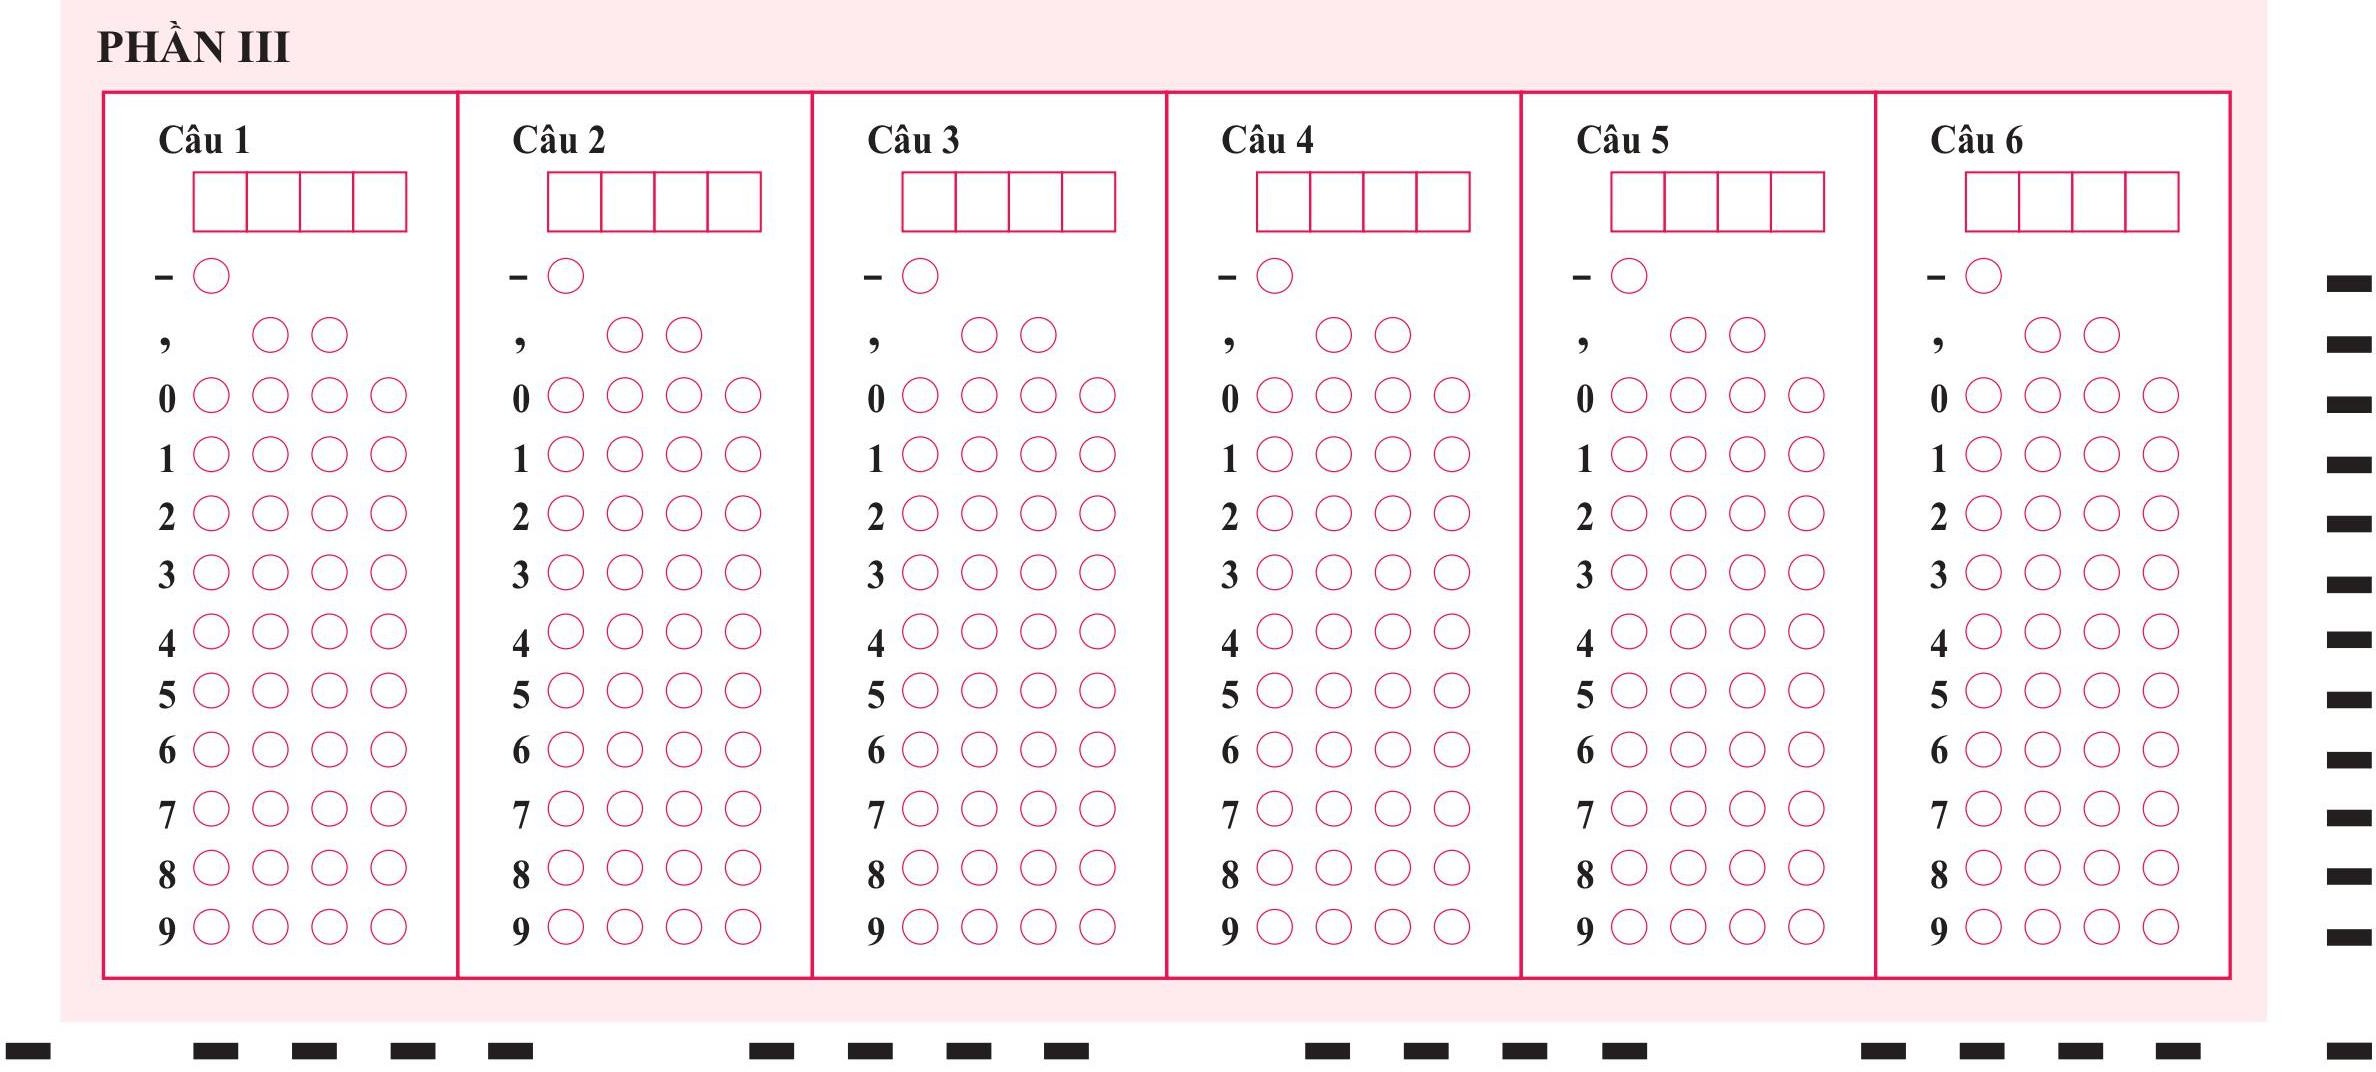 PHẦN III
Câu 1 Câu 2 Câu 3 Câu 4 Câu 5 Câu 6
– – – – – –
, , , , , ,
0 0 0 0 0 0
1 1 1 1 1 1
2 2 2 2 2 2
3 3 3 3 3 3
4 4 4 4 4 4
5 5 5 5 5 5
6 6 6 6 6 6
7 7 7 7 7 7
8 8 8 8 8 8
9 9 9 9 9 9